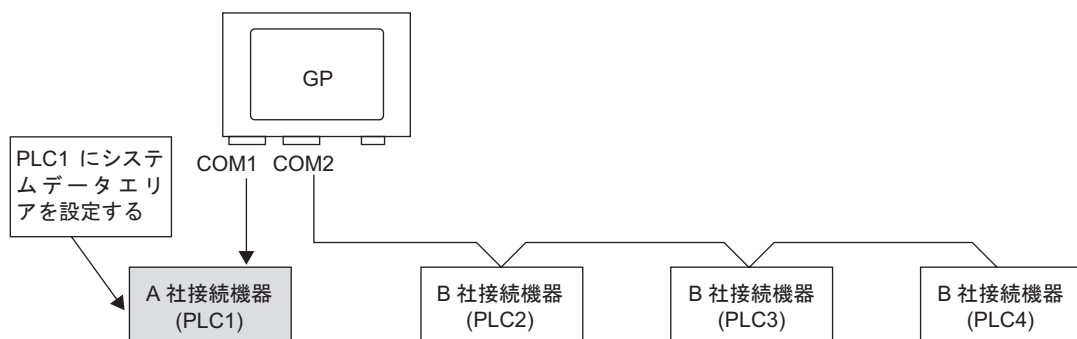 GP
COM1 COM2
PLC1 にシステ
ムデータエリ
アを設定する
A 社接続機器
(PLC1)
B 社接続機器
(PLC2)
B 社接続機器
(PLC3)
B 社接続機器
(PLC4)